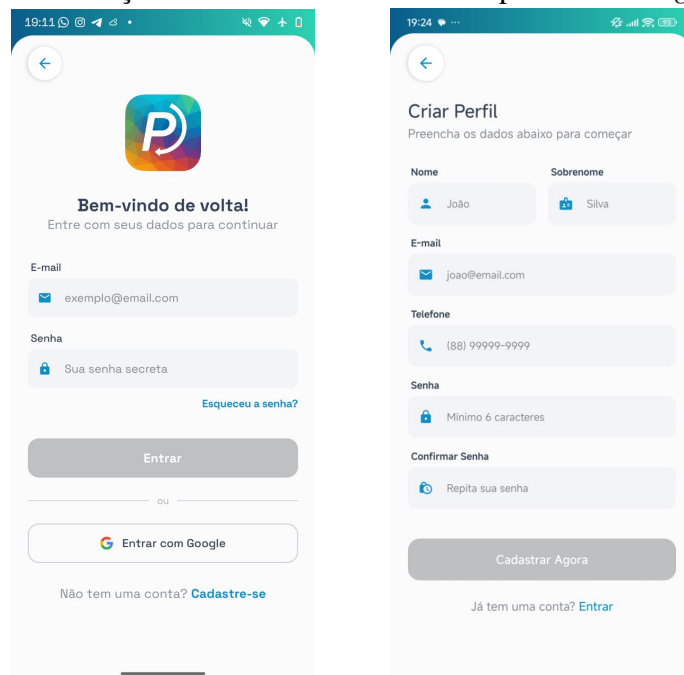 19:11
P
Bem-vindo de volta!
Entre com seus dados para continuar
E-mail
exemplo@email.com
Senha
Sua senha secreta
Esqueceu a senha?
Entrar
ou
Entrar com Google
Não tem uma conta? Cadastre-se
19:24
Criar Perfil
Preencha os dados abaixo para começar
Nome
Sobrenome
João
Silva
E-mail
joao@email.com
Telefone
(88) 99999-9999
Senha
Mínimo 6 caracteres
Confirmar Senha
Repita sua senha
Cadastrar Agora
Já tem uma conta? Entrar